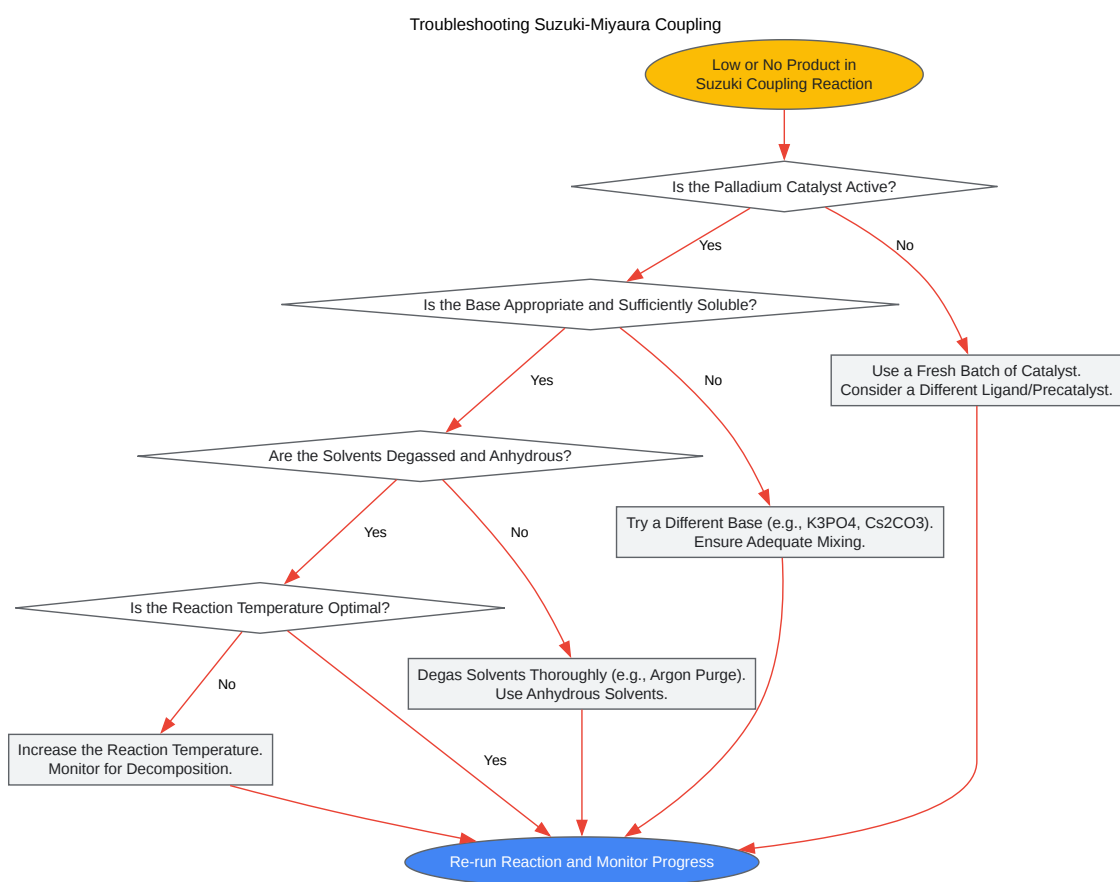 Troubleshooting Suzuki-Miyaura Coupling
Low or No Product in
Suzuki Coupling Reaction
Is the Palladium Catalyst Active?
Yes
No
Is the Base Appropriate and Sufficiently Soluble?
Use a Fresh Batch of Catalyst.
Consider a Different Ligand/Precatalyst.
Yes
No
Are the Solvents Degassed and Anhydrous?
Try a Different Base (e.g., K3PO4, Cs2CO3).
Ensure Adequate Mixing.
Yes
No
Is the Reaction Temperature Optimal?
Degas Solvents Thoroughly (e.g., Argon Purge).
Use Anhydrous Solvents.
No
Yes
Increase the Reaction Temperature.
Monitor for Decomposition.
Re-run Reaction and Monitor Progress